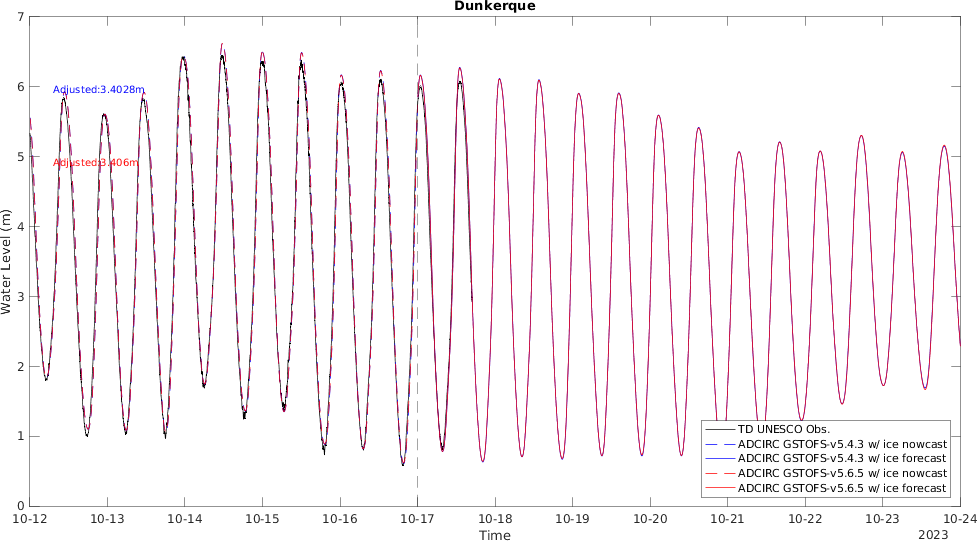 Dunkerque
7
6
5
4
3
2
1
0
Water Level (m)
Adjusted:3.4028m
Adjusted:3.406m
TD UNESCO Obs.
ADCIRC GSTOFS-v5.4.3 w/ ice nowcast
ADCIRC GSTOFS-v5.4.3 w/ ice forecast
ADCIRC GSTOFS-v5.6.5 w/ ice nowcast
ADCIRC GSTOFS-v5.6.5 w/ ice forecast
10-12 10-13 10-14 10-15 10-16 10-17 10-18 10-19 10-20 10-21 10-22 10-23 10-24
Time
2023